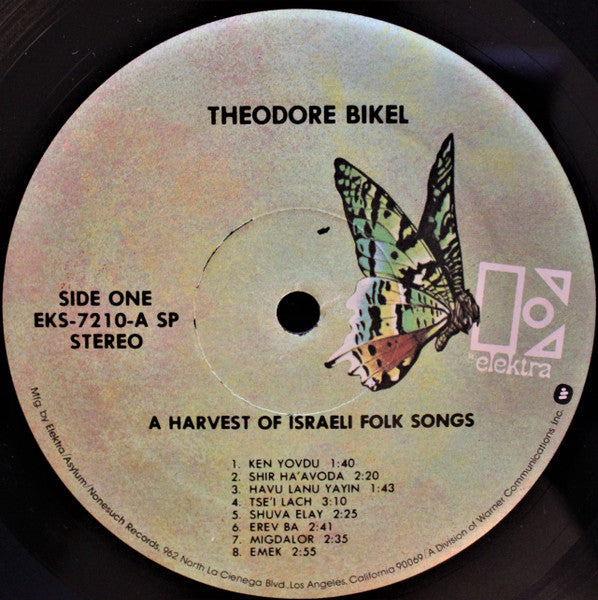 THEODORE BIKEL
SIDE ONE
EKS-7210-A SP
STEREO
elektra
A HARVEST OF ISRAELI FOLK SONGS
1. KEN YOVDU 1:40
2. SHIR HA'AVODA 2:20
3. HAVU LANU YAYIN 1:43
4. TSE'I LACH 3:10
5. SHUVA ELAY 2:25
6. EREV BA 2:41
7. MIGDALOR 2:35
8. EMEK 2:55
Mfg. by Elektra/Asylum/Nonesuch Records, 962 North La Cienega Blvd., Los Angeles, California 90069/A Division of Warner Communications Inc.